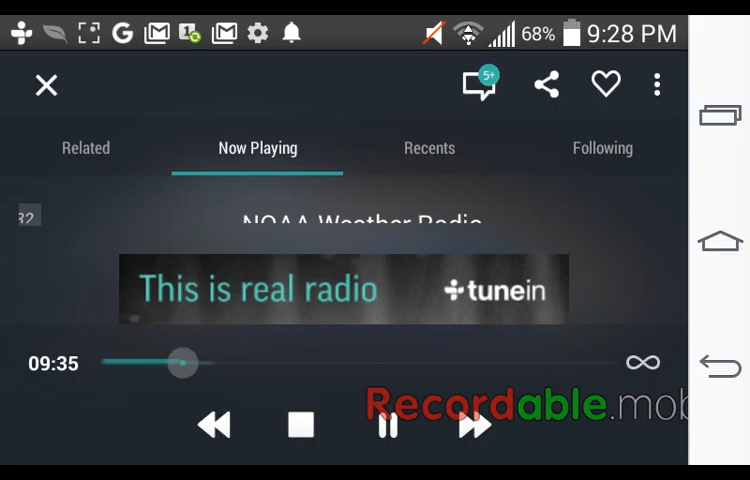 68% 9:28 PM
5+
Related Now Playing Recents Following
32
NOAA Weather Radio
This is real radio tunein
09:35
Recordable.mob